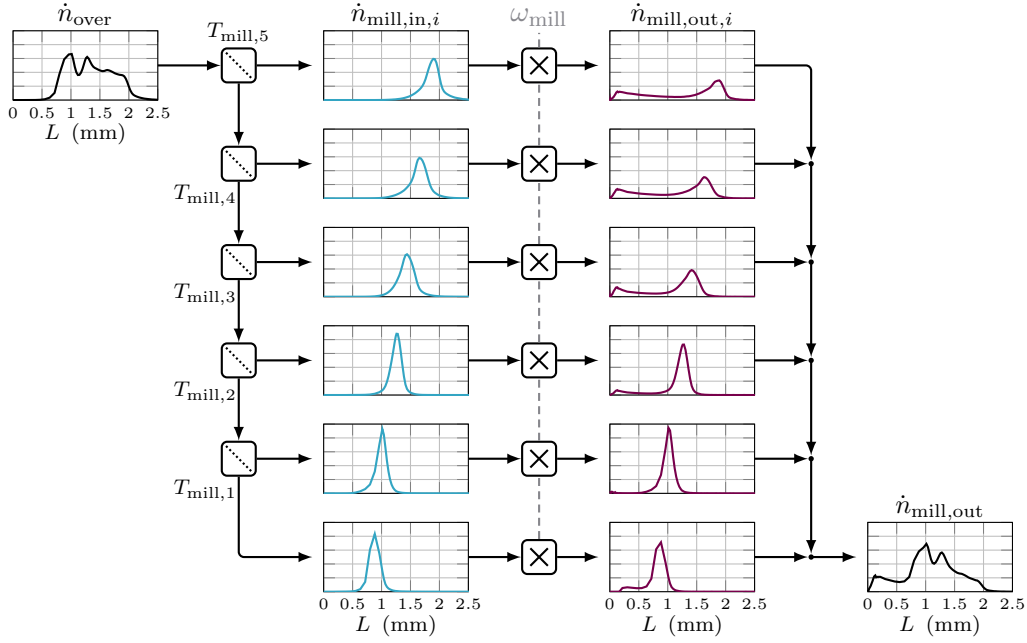 ṅ_over
T_mill,5
ṅ_mill,in,i
ω_mill
ṅ_mill,out,i
0 0.5 1 1.5 2 2.5
L (mm)
T_mill,4
T_mill,3
T_mill,2
T_mill,1
ṅ_mill,out
0 0.5 1 1.5 2 2.5
L (mm)
0 0.5 1 1.5 2 2.5
L (mm)
0 0.5 1 1.5 2 2.5
L (mm)